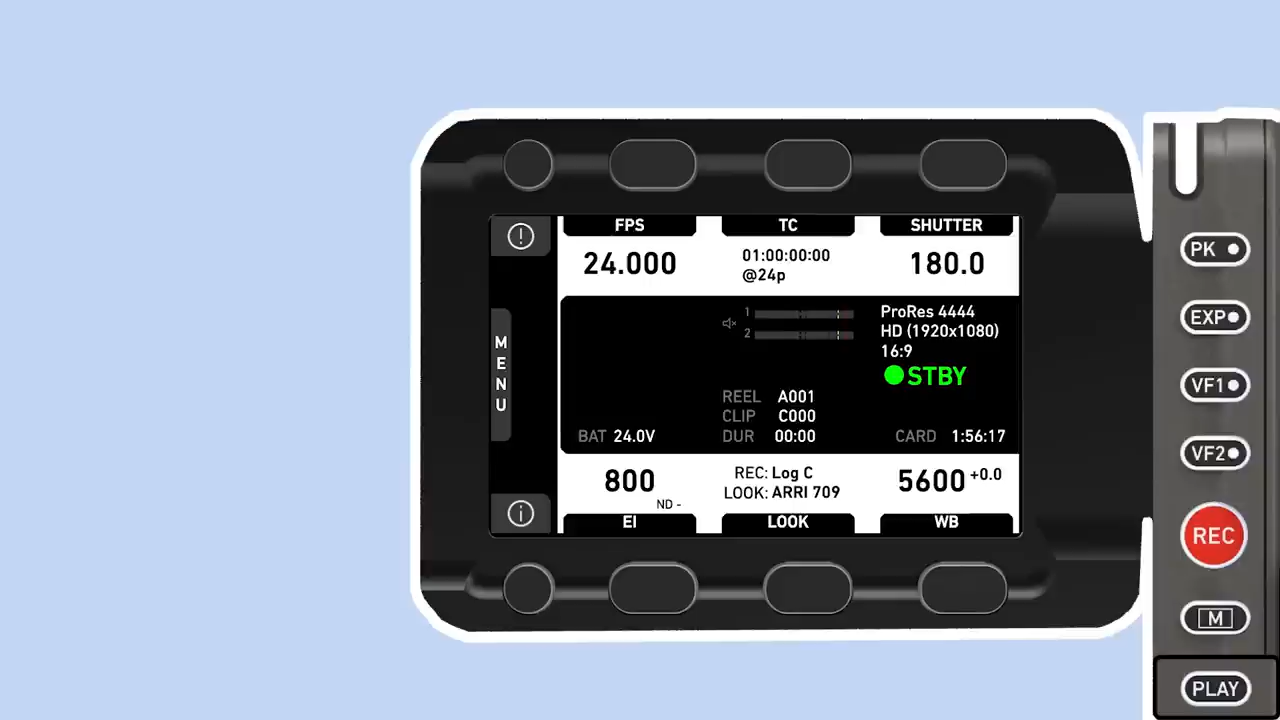 FPS
TC
SHUTTER
24.000
01:00:00:00
@24p
180.0
MENU
1
2
ProRes 4444
HD (1920x1080)
16:9
STBY
REEL A001
CLIP C000
DUR 00:00
BAT 24.0V
CARD 1:56:17
800
ND -
REC: Log C
LOOK: ARRI 709
5600 +0.0
EI
LOOK
WB
PK
EXP
VF1
VF2
REC
M
PLAY